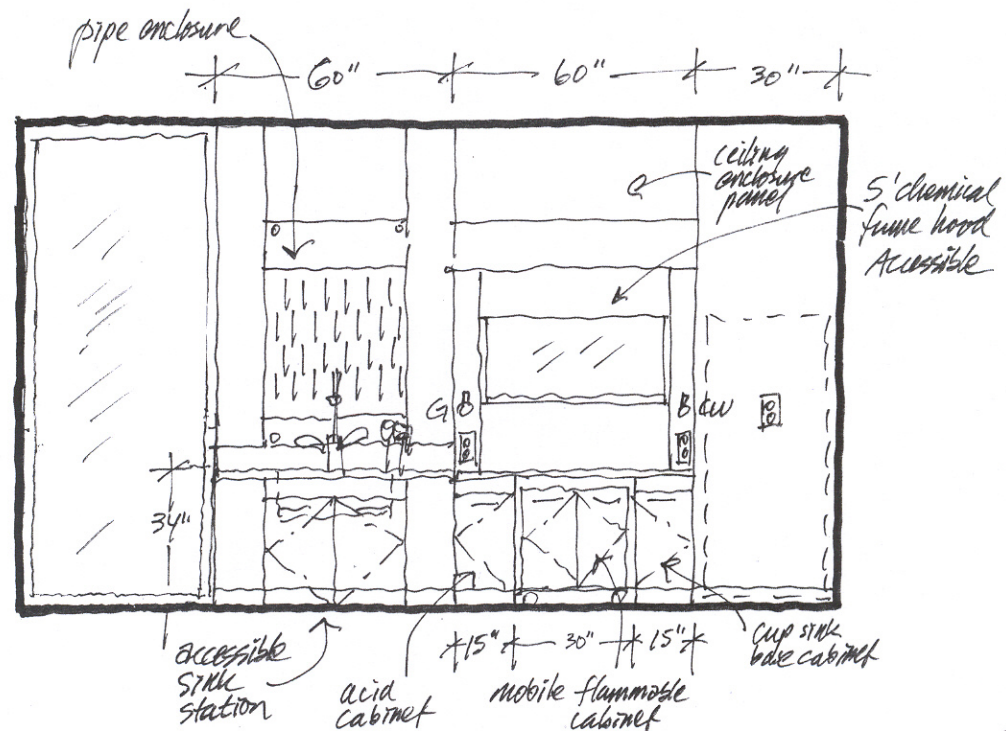 pipe enclosure
60"
60"
30"
ceiling
enclosure
panel
5' chemical
fume hood
Accessible
G
CW
34"
accessible
sink
station
acid
cabinet
15"
30"
15"
mobile flammable
cabinet
cup sink
base cabinet